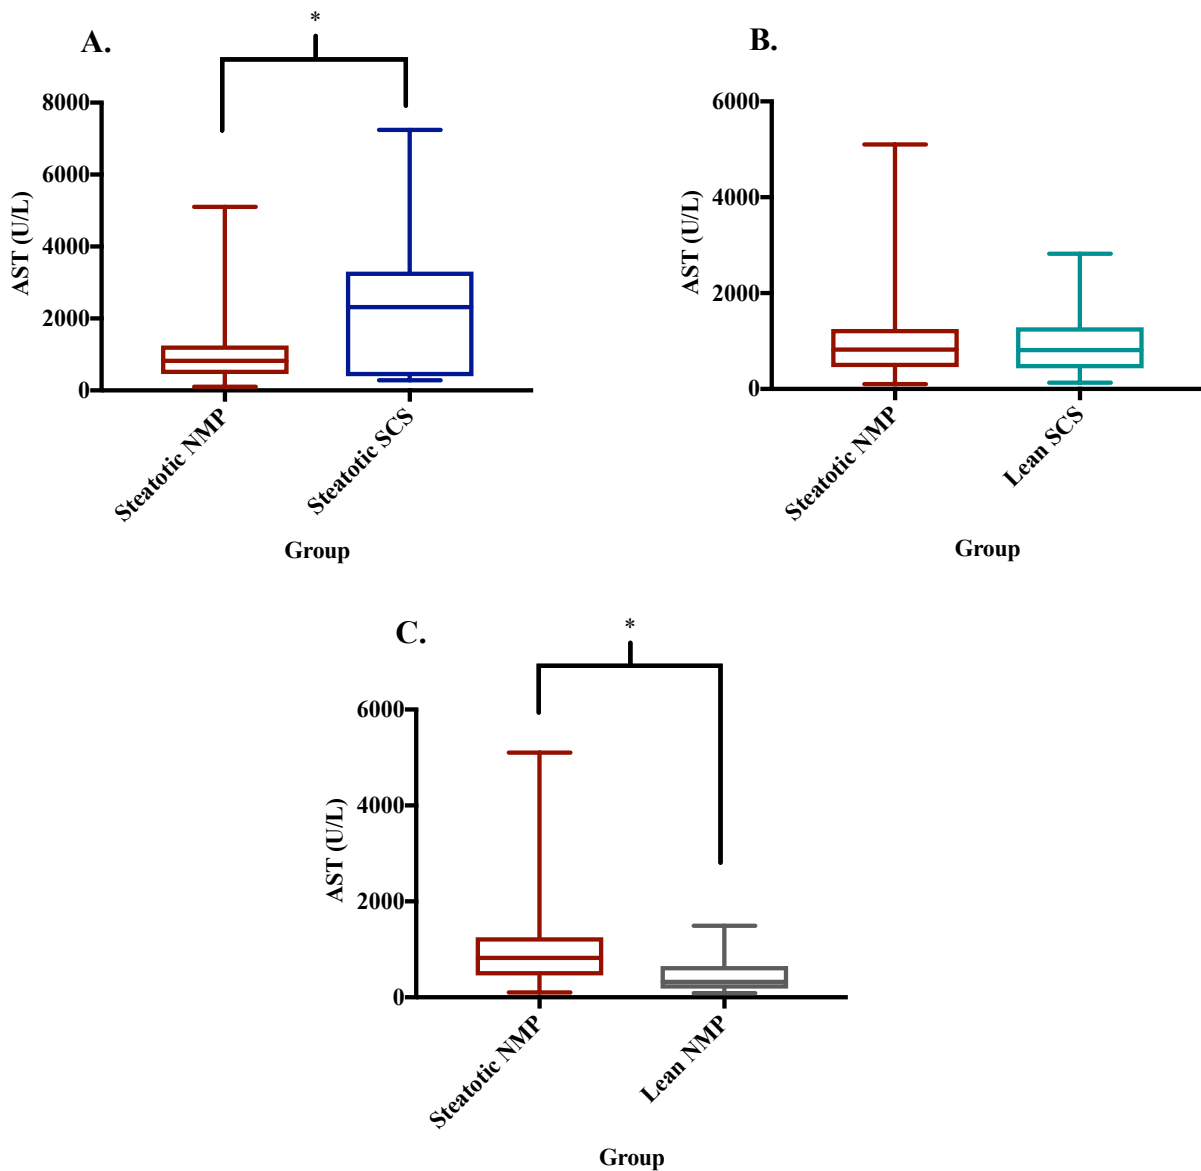 A.
*
8000
6000
4000
2000
0
AST (U/L)
Steatotic NMP
Steatotic SCS
Group
B.
6000
4000
2000
0
AST (U/L)
Steatotic NMP
Lean SCS
Group
C.
*
6000
4000
2000
0
AST (U/L)
Steatotic NMP
Lean NMP
Group